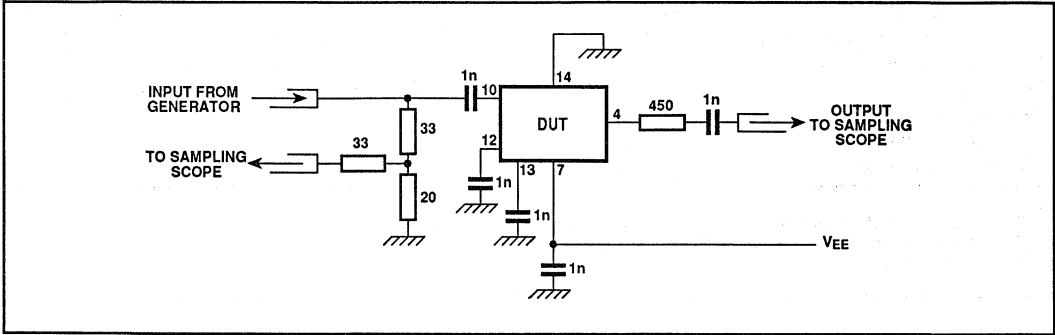 INPUT FROM
GENERATOR
1n
10
14
33
DUT
4
450
1n
OUTPUT
TO SAMPLING
SCOPE
TO SAMPLING
SCOPE
33
12
13
7
20
1n
1n
VEE
1n